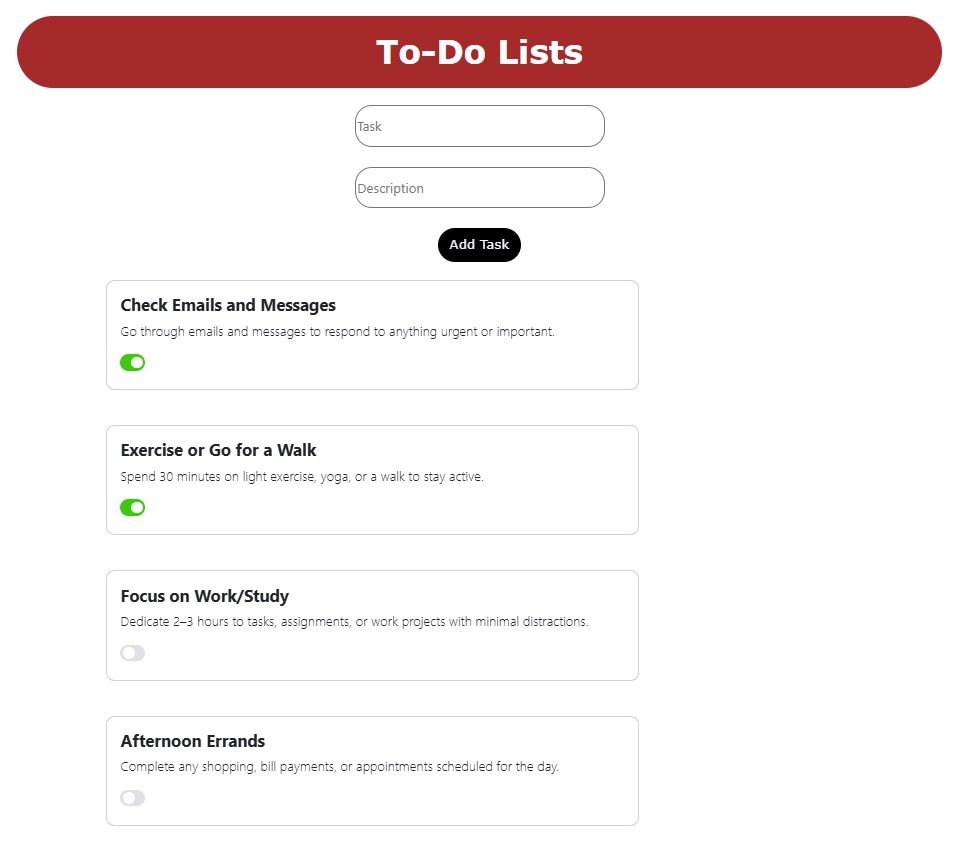 To-Do Lists
Task
Description
Add Task
Check Emails and Messages
Go through emails and messages to respond to anything urgent or important.
Exercise or Go for a Walk
Spend 30 minutes on light exercise, yoga, or a walk to stay active.
Focus on Work/Study
Dedicate 2–3 hours to tasks, assignments, or work projects with minimal distractions.
Afternoon Errands
Complete any shopping, bill payments, or appointments scheduled for the day.